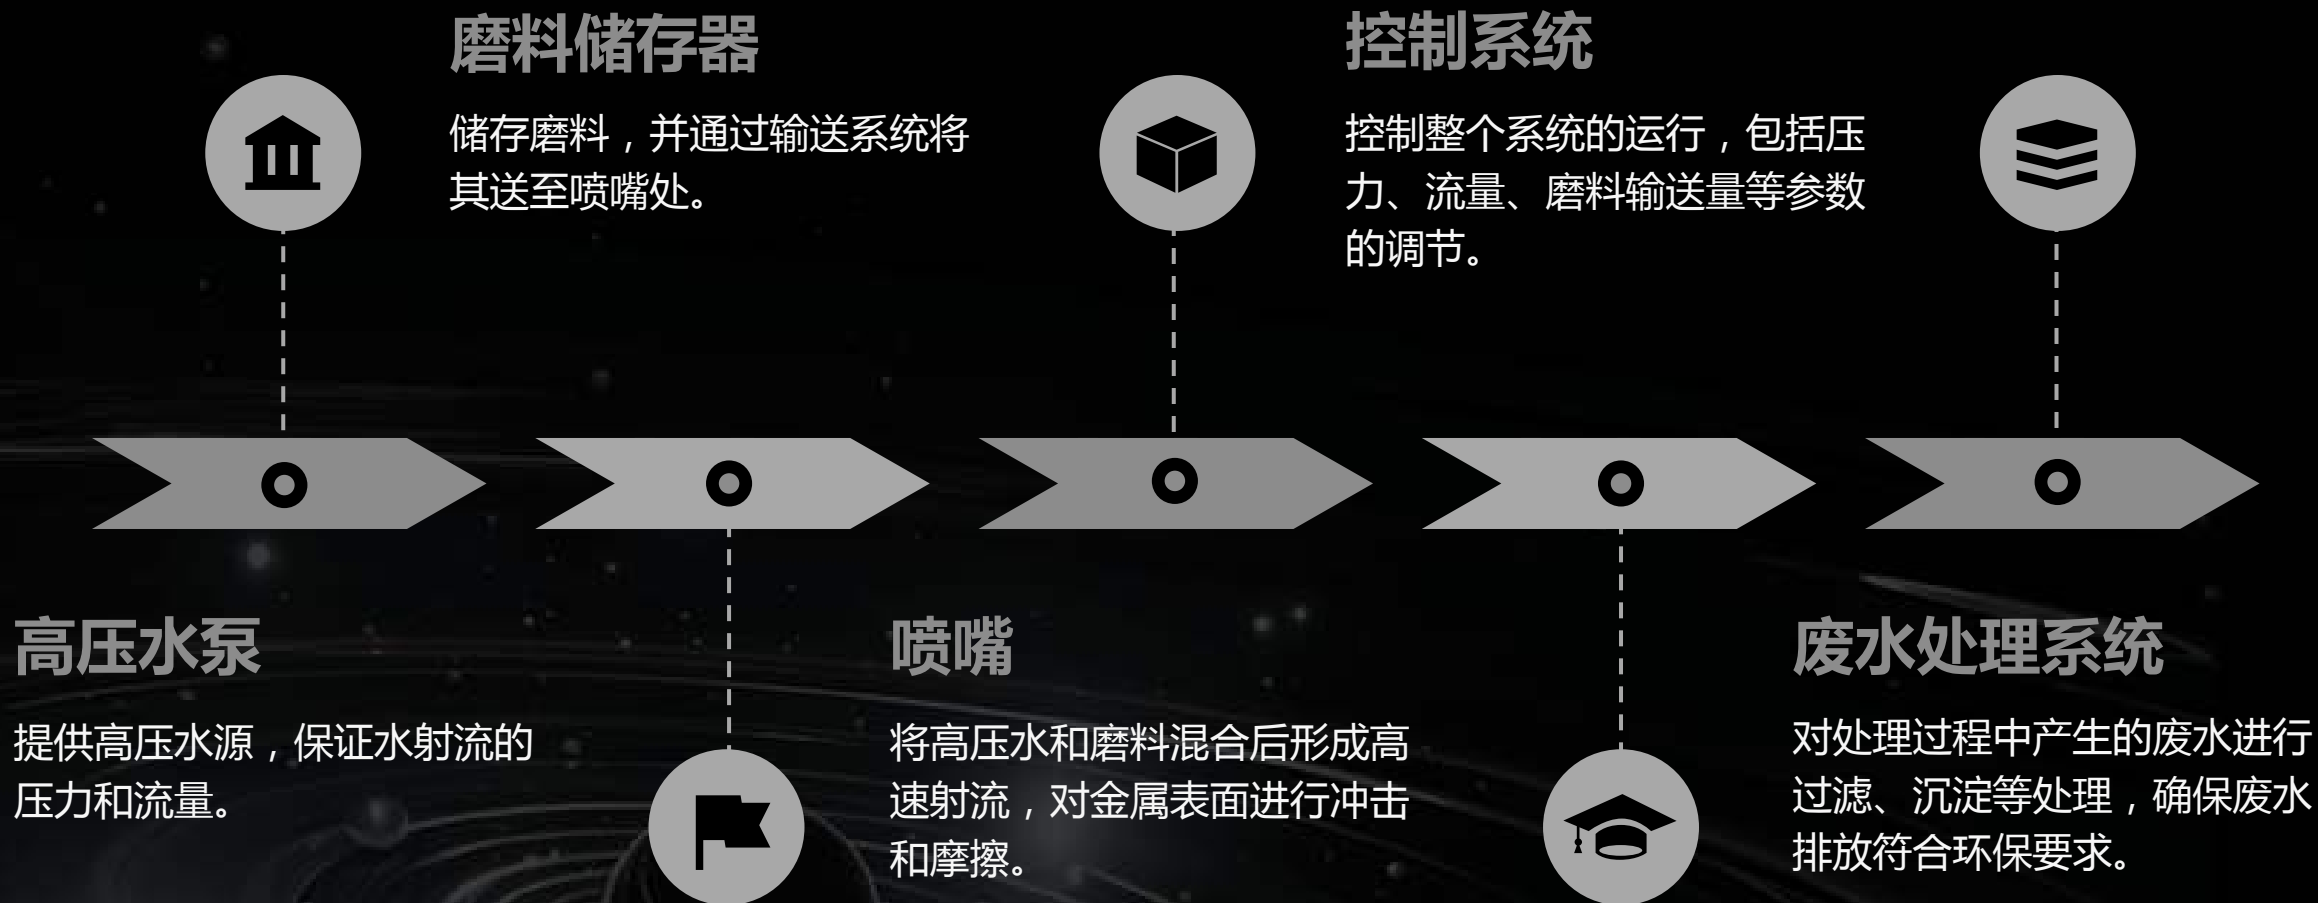 磨料储存器
储存磨料，并通过输送系统将
其送至喷嘴处。
控制系统
控制整个系统的运行，包括压
力、流量、磨料输送量等参数
的调节。
高压水泵
提供高压水源，保证水射流的
压力和流量。
喷嘴
将高压水和磨料混合后形成高
速射流，对金属表面进行冲击
和摩擦。
废水处理系统
对处理过程中产生的废水进行
过滤、沉淀等处理，确保废水
排放符合环保要求。